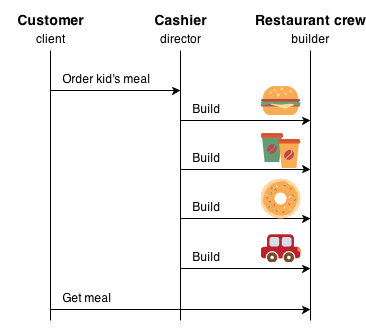 Customer
client
Cashier
director
Restaurant crew
builder
Order kid's meal
Build
Build
Build
Build
Get meal